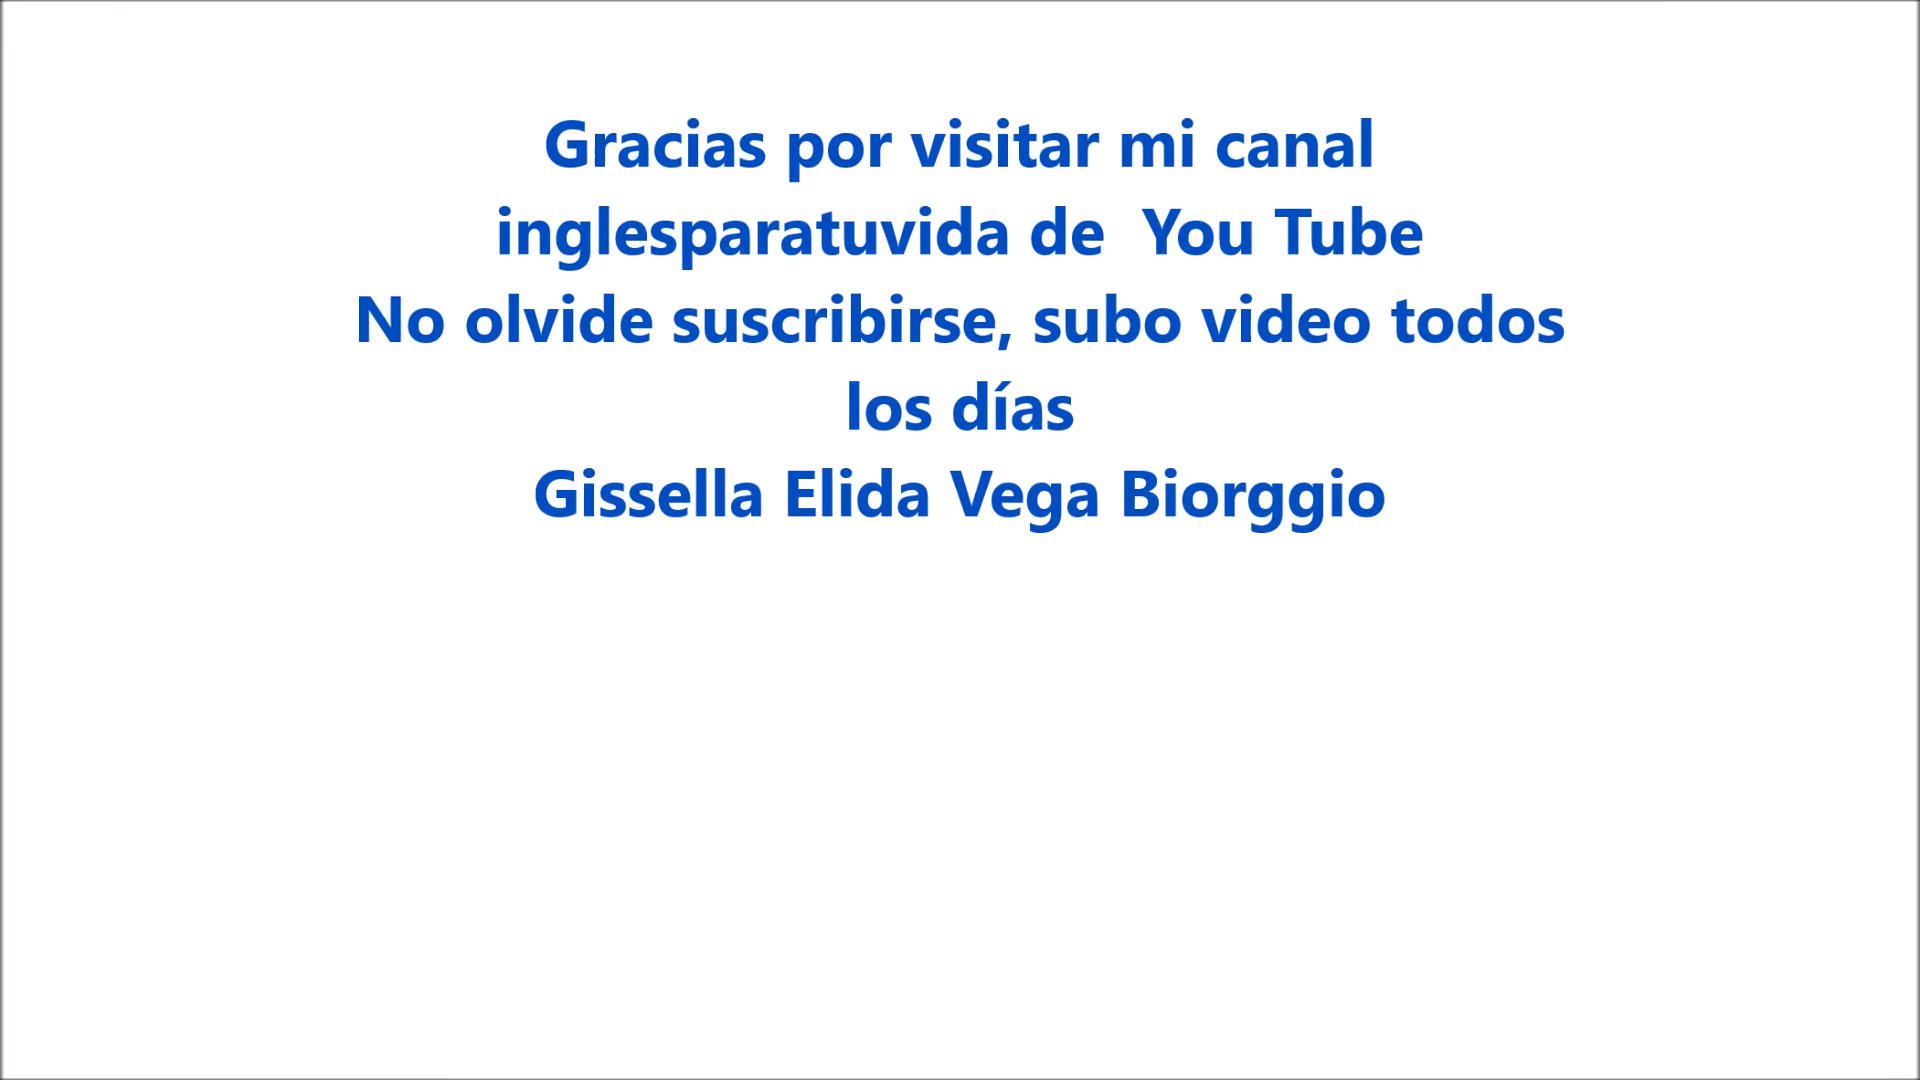 Gracias por visitar mi canal
inglesparatuvida de  You Tube
No olvide suscribirse, subo video todos
los días
Gissella Elida Vega Biorggio